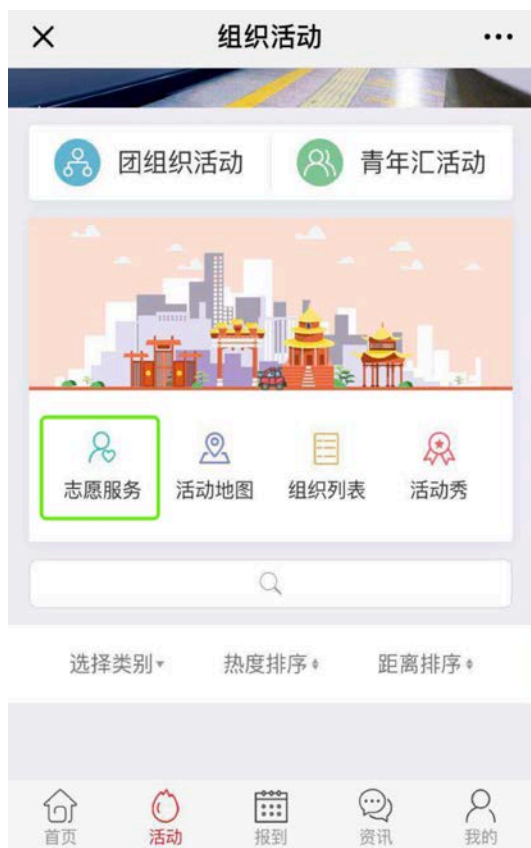 组织活动
团组织活动 青年汇活动
志愿服务 活动地图 组织列表 活动秀
选择类别 热度排序 距离排序
首页 活动 报到 资讯 我的